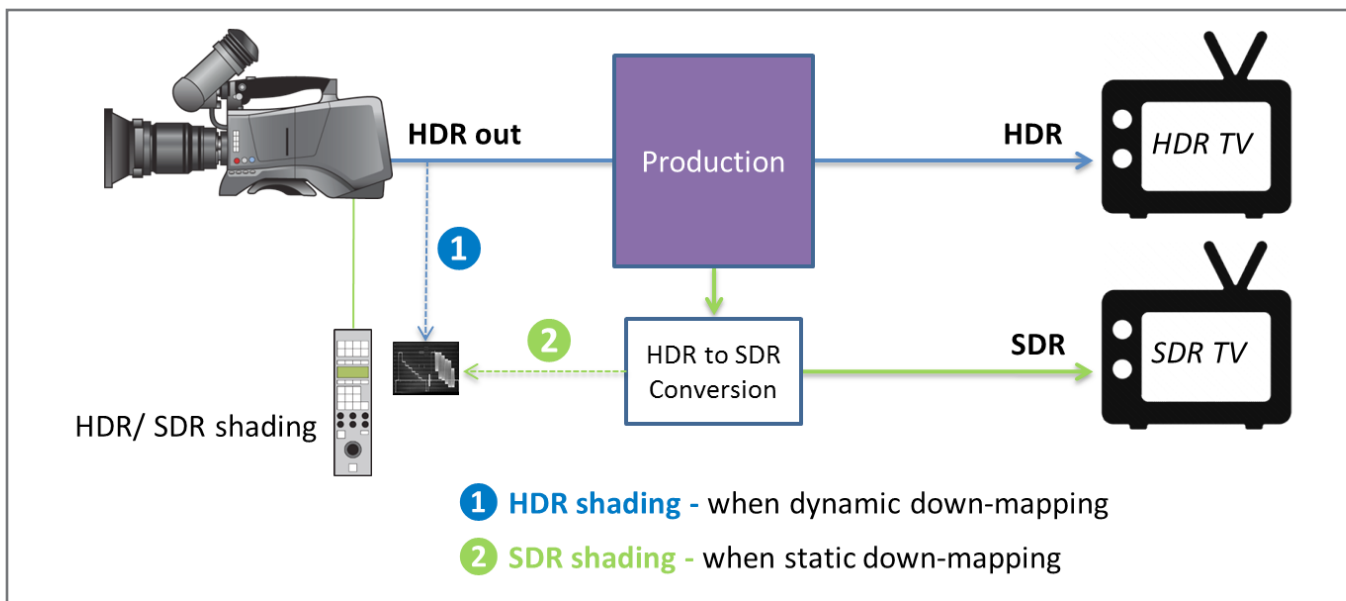 HDR out
Production
HDR
HDR TV
1
2
HDR to SDR
Conversion
SDR
SDR TV
HDR/ SDR shading
1 HDR shading - when dynamic down-mapping
2 SDR shading - when static down-mapping